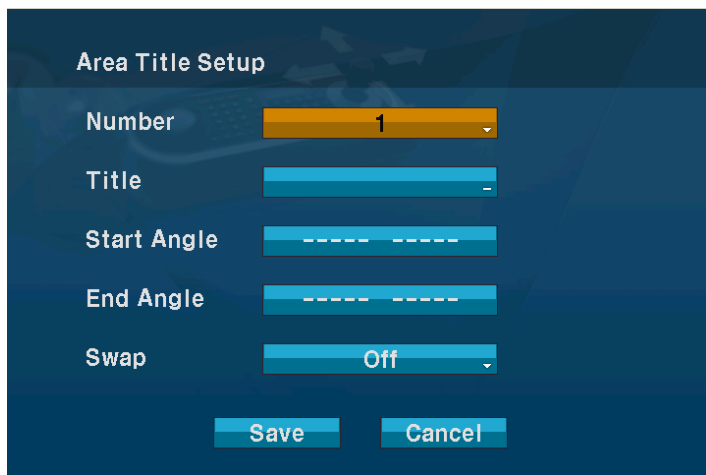 Area Title Setup
Number 1
Title
Start Angle ----- -----
End Angle ----- -----
Swap Off
Save Cancel